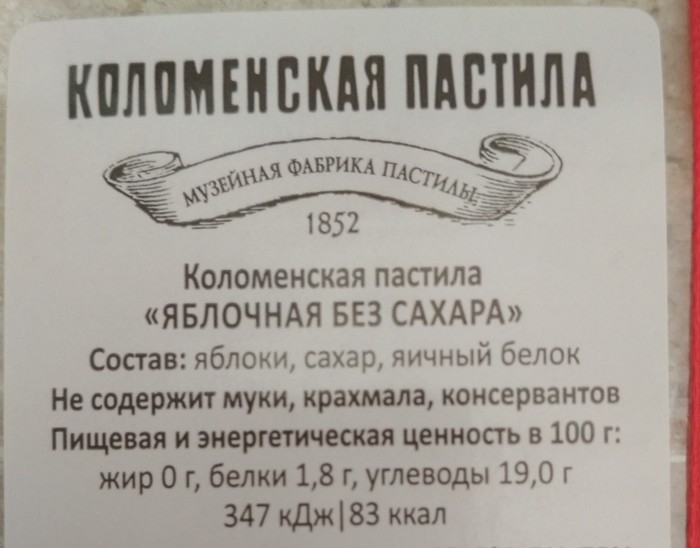 КОЛОМЕНСКАЯ ПАСТИЛА
МУЗЕЙНАЯ ФАБРИКА ПАСТИЛЫ
1852
Коломенская пастила
«ЯБЛОЧНАЯ БЕЗ САХАРА»
Состав: яблоки, сахар, яичный белок
Не содержит муки, крахмала, консервантов
Пищевая и энергетическая ценность в 100 г:
жир 0 г, белки 1,8 г, углеводы 19,0 г
347 кДж|83 ккал